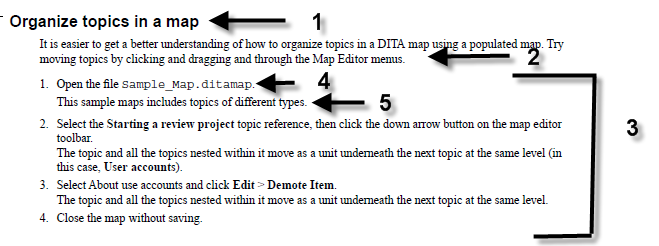 Organize topics in a map 1
It is easier to get a better understanding of how to organize topics in a DITA map using a populated map. Try
moving topics by clicking and dragging and through the Map Editor menus. 2
1. Open the file Sample_Map.ditamap. 4
This sample maps includes topics of different types. 5
2. Select the Starting a review project topic reference, then click the down arrow button on the map editor 3
toolbar.
The topic and all the topics nested within it move as a unit underneath the next topic at the same level (in
this case, User accounts).
3. Select About use accounts and click Edit > Demote Item.
The topic and all the topics nested within it move as a unit underneath the next topic at the same level.
4. Close the map without saving.